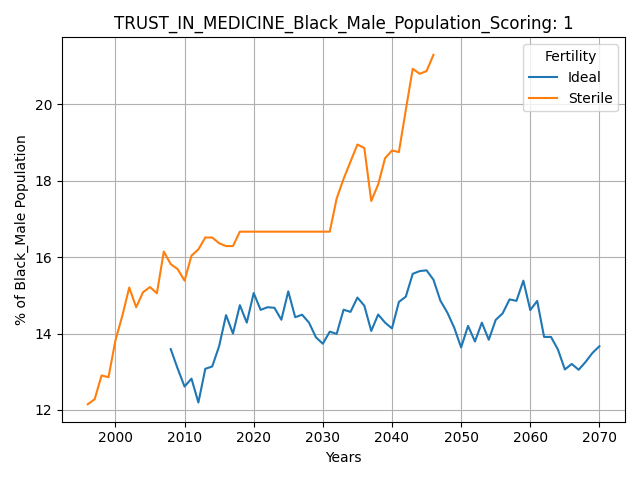 TRUST_IN_MEDICINE_Black_Male_Population_Scoring: 1
Fertility
Ideal
Sterile
% of Black_Male Population
20
18
16
14
12
2000 2010 2020 2030 2040 2050 2060 2070
Years